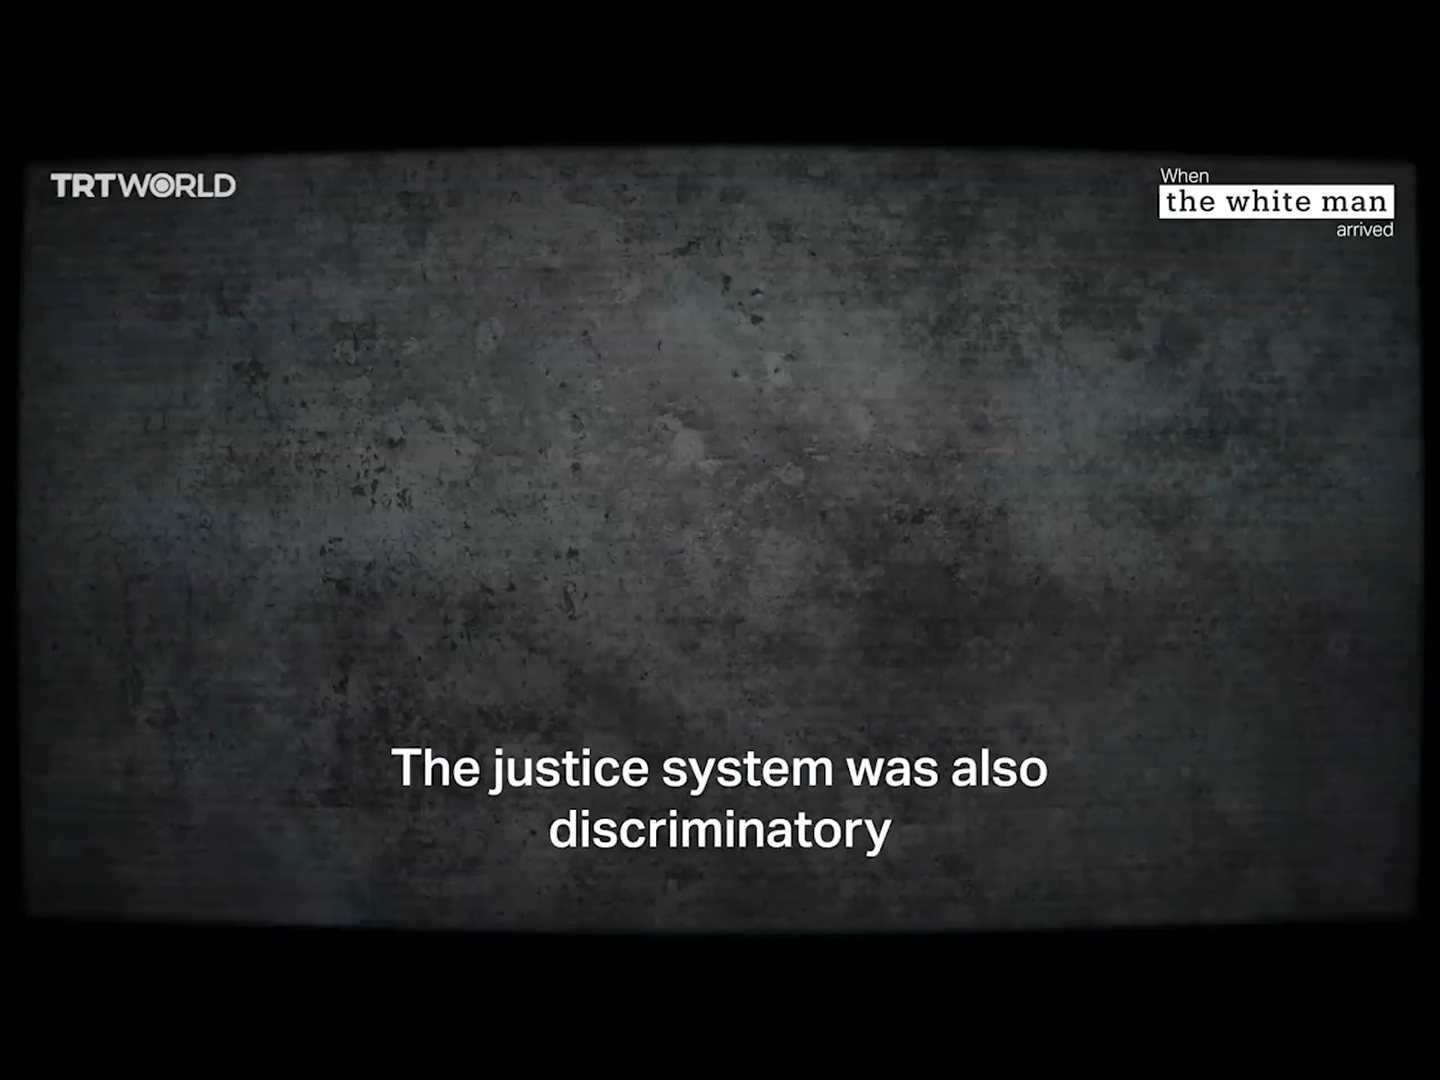 TRTWORLD
When
the white man
arrived
The justice system was also
discriminatory